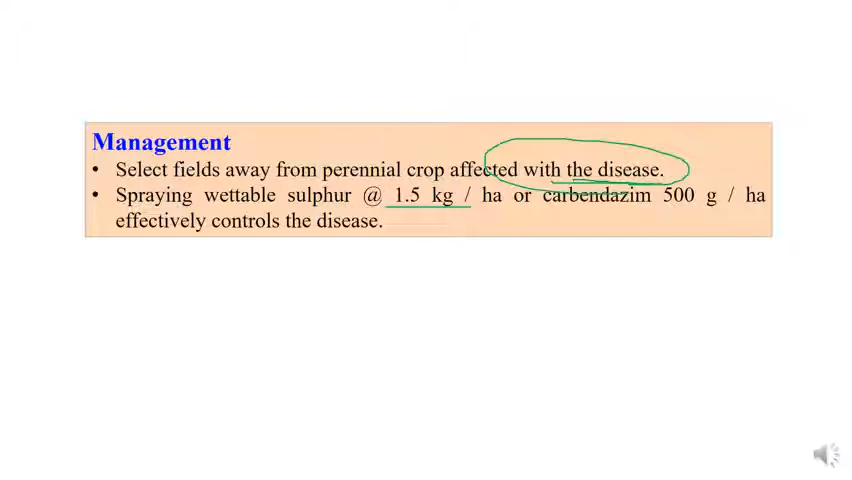 Management
• Select fields away from perennial crop affected with the disease.
• Spraying wettable sulphur @ 1.5 kg / ha or carbendazim 500 g / ha
effectively controls the disease.